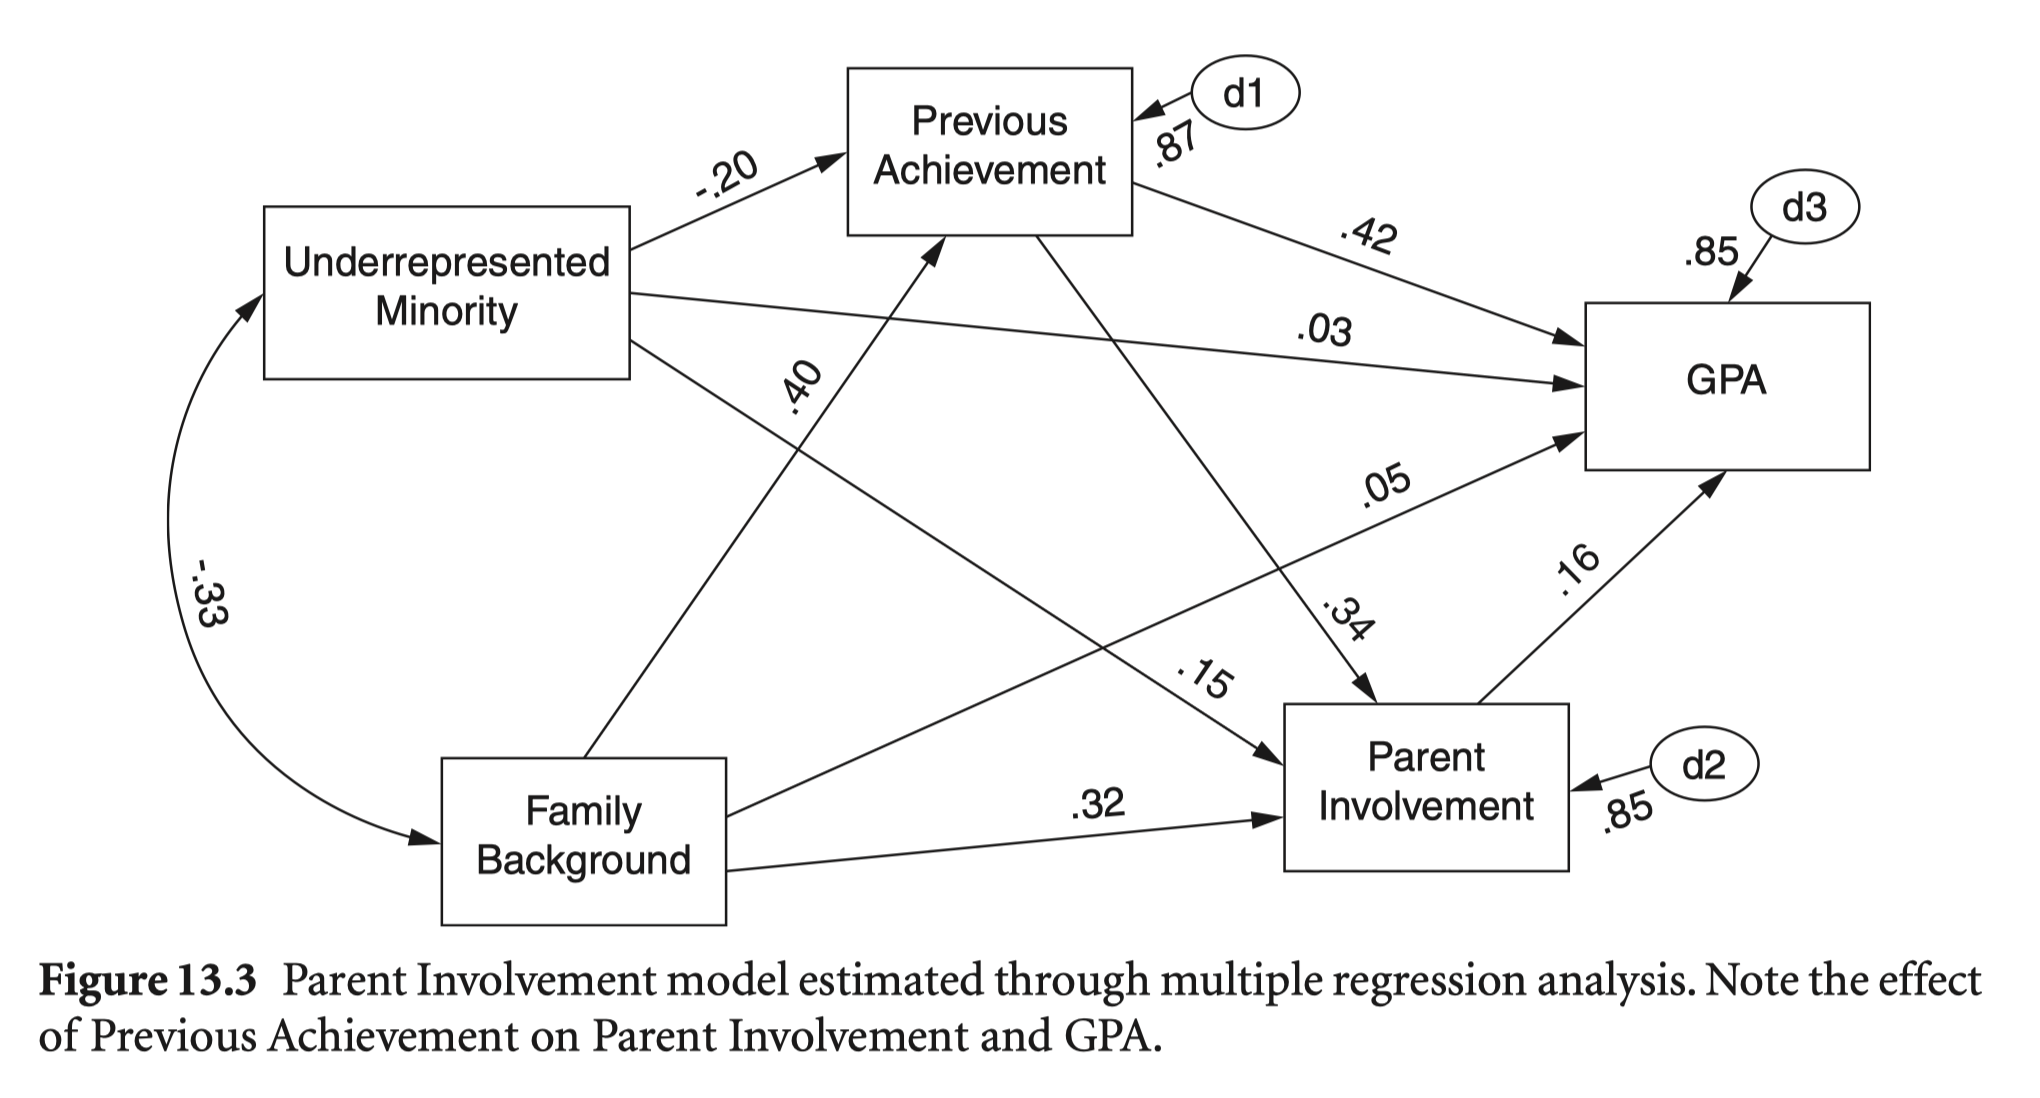 Previous
Achievement
d1
.87
-.20
.42
d3
.85
Underrepresented
Minority
.03
GPA
.40
.05
-.33
.34
.16
.15
Family
Background
.32
Parent
Involvement
d2
.85
Figure 13.3 Parent Involvement model estimated through multiple regression analysis. Note the effect
of Previous Achievement on Parent Involvement and GPA.